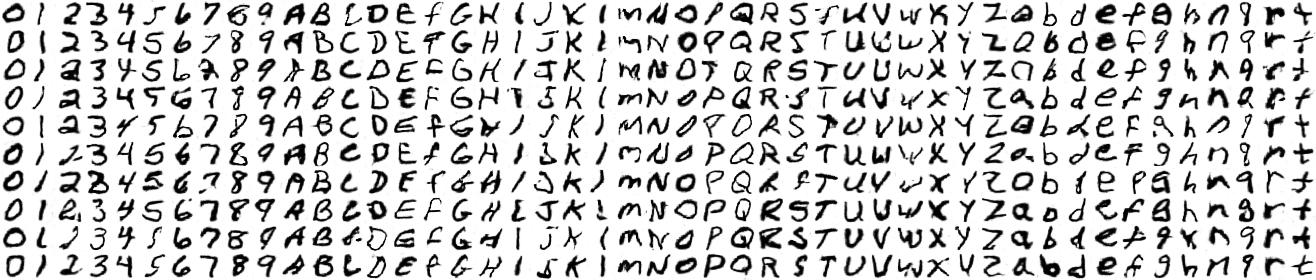 0 1 2 3 4 5 6 7 8 9 A B C D E f G H I J K l m N O P Q R S T U V W X Y Z a b d e f g h n q r t
0 1 2 3 4 5 6 7 8 9 A B C D E F G H I J K l m N O P Q R S T U V W X Y Z a b d e f g h n q r t
0 1 2 3 4 5 6 7 8 9 A B C D E F G H I J K l m N O T Q R S T U V W X Y Z a b d e f g h n q r t
0 1 2 3 4 5 6 7 8 9 A B C D E F G H I J K l m N O P Q R S T U V W X Y Z a b d e f g h n q r t
0 1 2 3 4 5 6 7 8 9 A B C D E f G H I J K l m N O P Q R S T U V W X Y Z a b d e f g h n q r t
0 1 2 3 4 5 6 7 8 9 A B C D E f G H I J K l m N O P Q R S T U V W X Y Z a b d e f g h n q r t
0 1 2 3 4 5 6 7 8 9 A B C D E f G H I J K l m N O P Q R S T U V W X Y Z a b d e f g h n q r t
0 1 2 3 4 5 6 7 8 9 A B C D E F G H I J K l m N O P Q R S T U V W X Y Z a b d e f g h n q r t
0 1 2 3 4 5 6 7 8 9 A B C D E F G H I J K l m N O P Q R S T U V W X Y Z a b d e f g h n q r t
0 1 2 3 4 5 6 7 8 9 A B C D E F G H I J K l m N O P Q R S T U V W X Y Z a b d e f g h n q r t